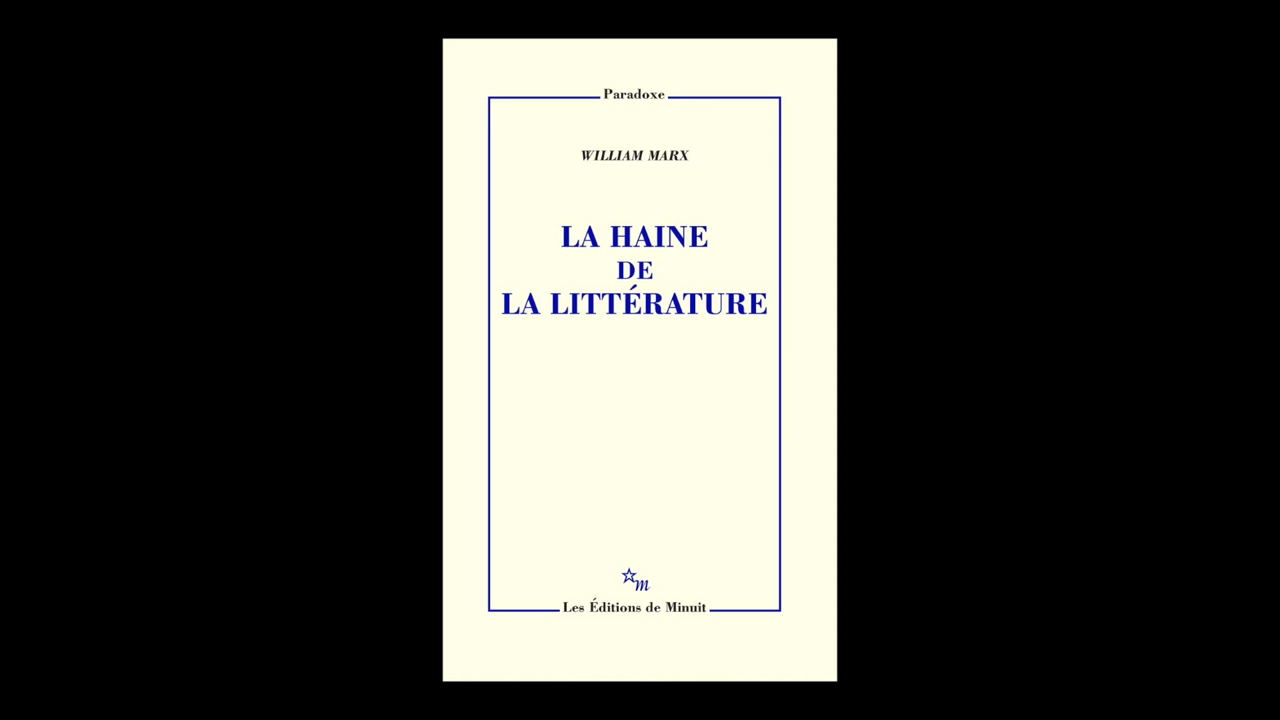 Paradoxe
WILLIAM MARX
LA HAINE
DE
LA LITTÉRATURE
m
Les Éditions de Minuit